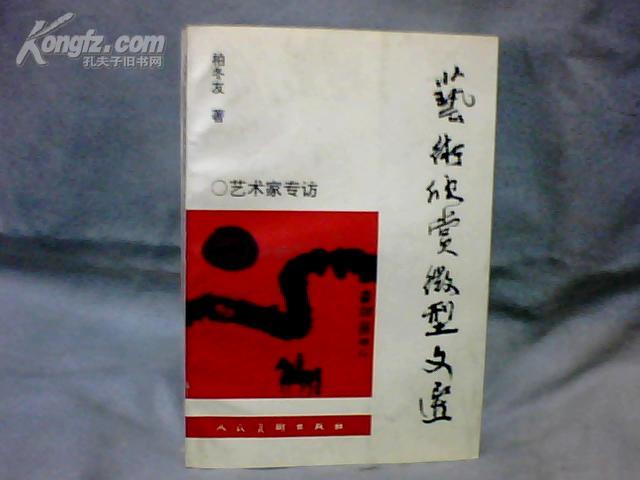 Kongfz.com
孔夫子旧书网
柏冬友 著
藝術欣赏微型文選
○艺术家专访
人民美術出版社